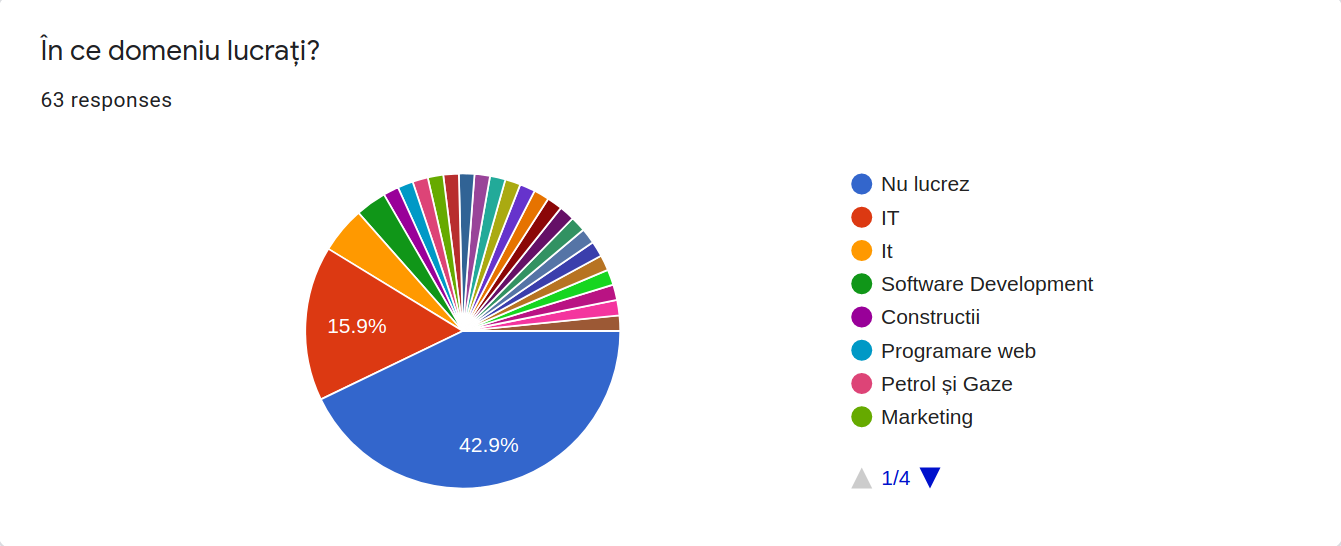 În ce domeniu lucrați?
63 responses
15.9%
42.9%
Nu lucrez
IT
It
Software Development
Constructii
Programare web
Petrol și Gaze
Marketing
1/4